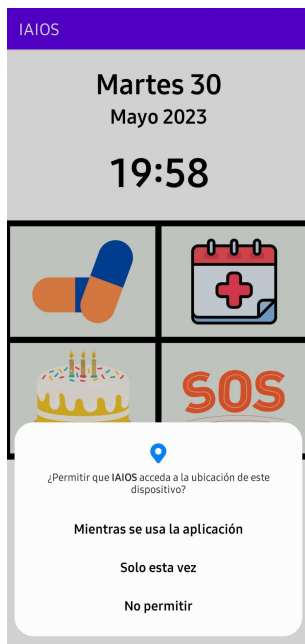 IAIOS
Martes 30
Mayo 2023
19:58
SOS
¿Permitir que IAIOS acceda a la ubicación de este
dispositivo?
Mientras se usa la aplicación
Solo esta vez
No permitir